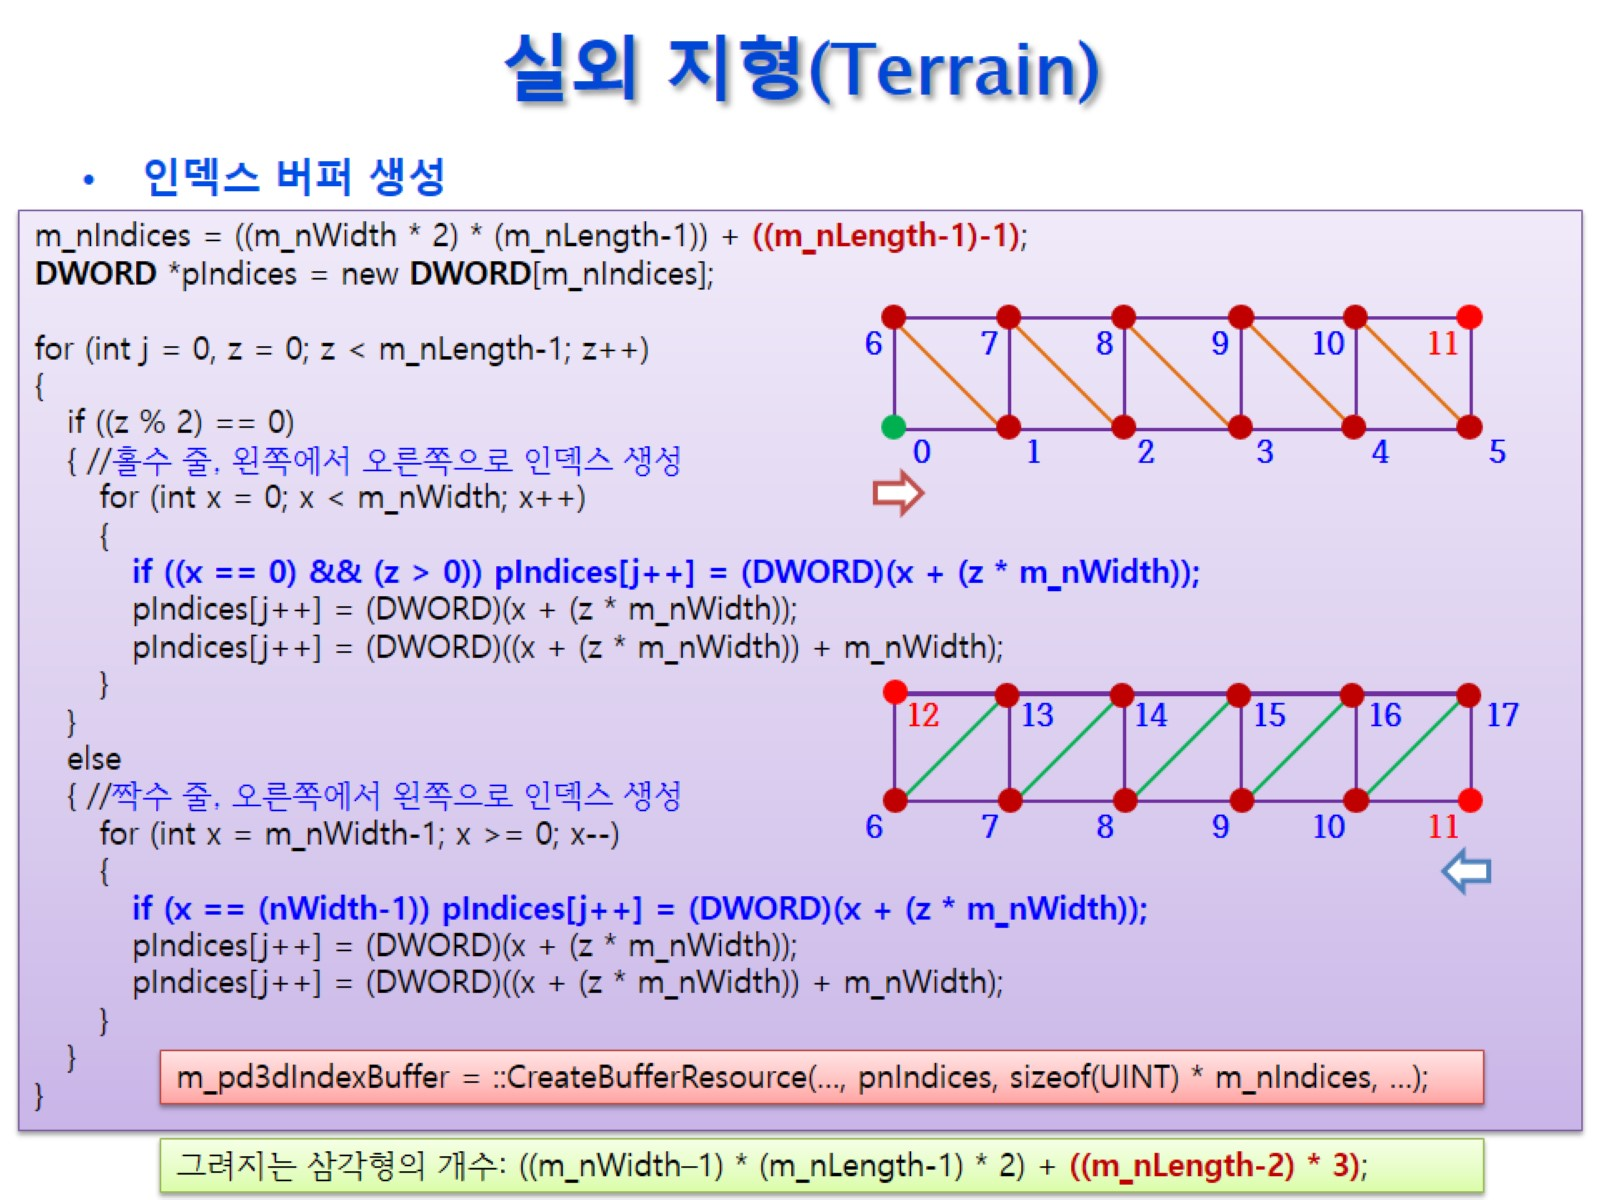 실외 지형(Terrain)
• 인덱스 버퍼 생성
m_nIndices = ((m_nWidth * 2) * (m_nLength-1)) + ((m_nLength-1)-1);
DWORD *pIndices = new DWORD[m_nIndices];
for (int j = 0, z = 0; z < m_nLength-1; z++)
{
if ((z % 2) == 0)
{ //홀수 줄, 왼쪽에서 오른쪽으로 인덱스 생성
for (int x = 0; x < m_nWidth; x++)
{
if ((x == 0) && (z > 0)) pIndices[j++] = (DWORD)(x + (z * m_nWidth));
pIndices[j++] = (DWORD)(x + (z * m_nWidth));
pIndices[j++] = (DWORD)((x + (z * m_nWidth)) + m_nWidth);
}
}
else
{ //짝수 줄, 오른쪽에서 왼쪽으로 인덱스 생성
for (int x = m_nWidth-1; x >= 0; x--)
{
if (x == (nWidth-1)) pIndices[j++] = (DWORD)(x + (z * m_nWidth));
pIndices[j++] = (DWORD)(x + (z * m_nWidth));
pIndices[j++] = (DWORD)((x + (z * m_nWidth)) + m_nWidth);
}
}
}
6 7 8 9 10 11
0 1 2 3 4 5
12 13 14 15 16 17
6 7 8 9 10 11
m_pd3dIndexBuffer = ::CreateBufferResource(…, pnIndices, sizeof(UINT) * m_nIndices, …);
그려지는 삼각형의 개수: ((m_nWidth–1) * (m_nLength-1) * 2) + ((m_nLength-2) * 3);